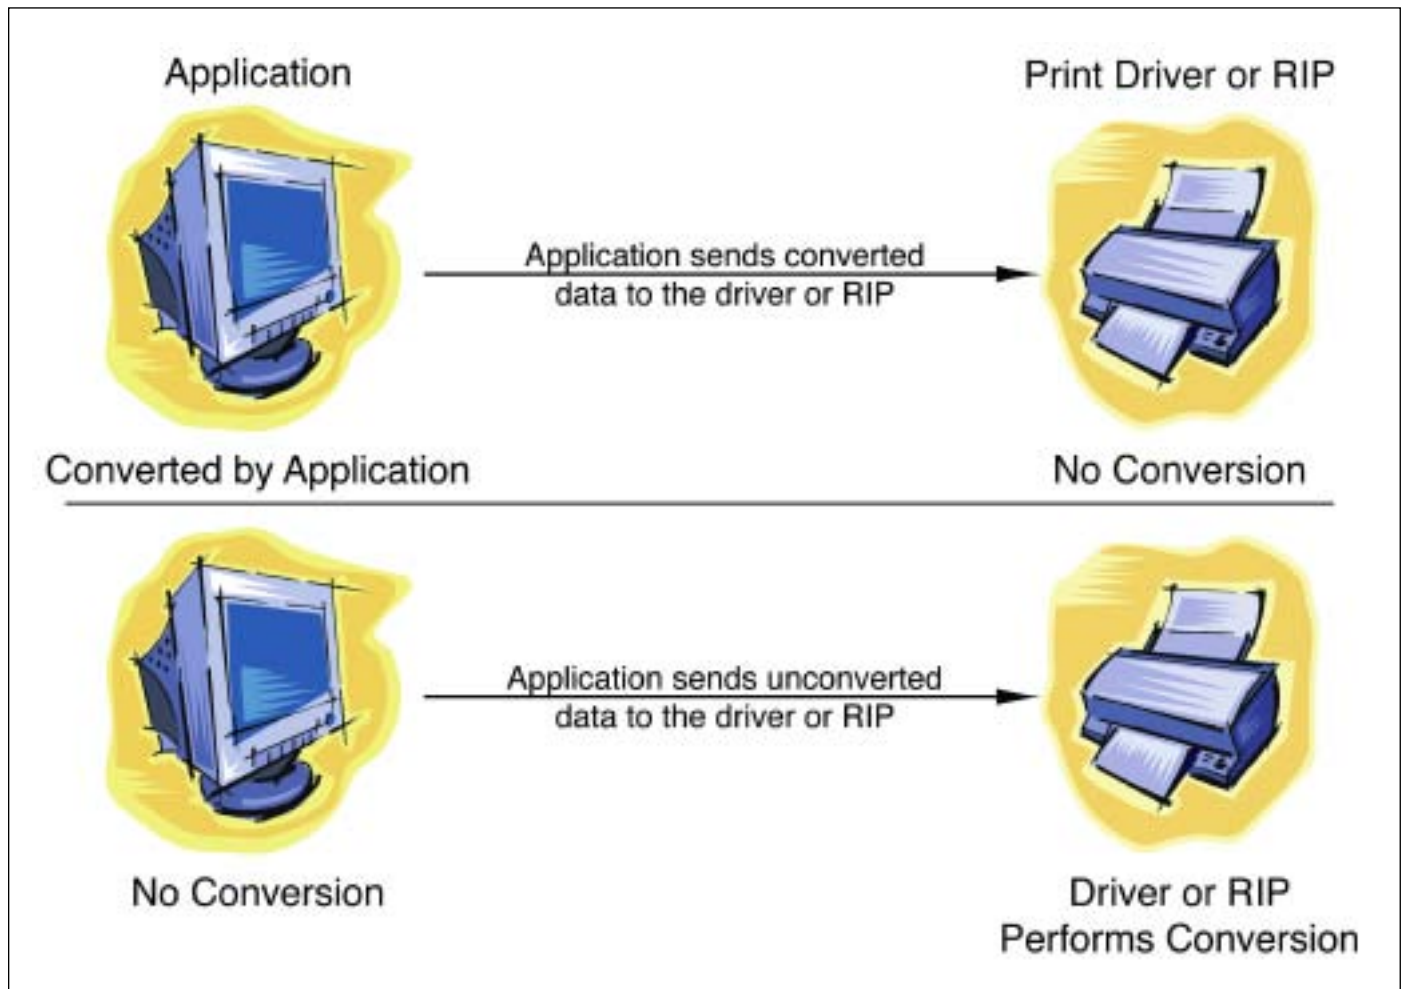 Application
Print Driver or RIP
Application sends converted
data to the driver or RIP
Converted by Application
No Conversion
Application sends unconverted
data to the driver or RIP
No Conversion
Driver or RIP
Performs Conversion